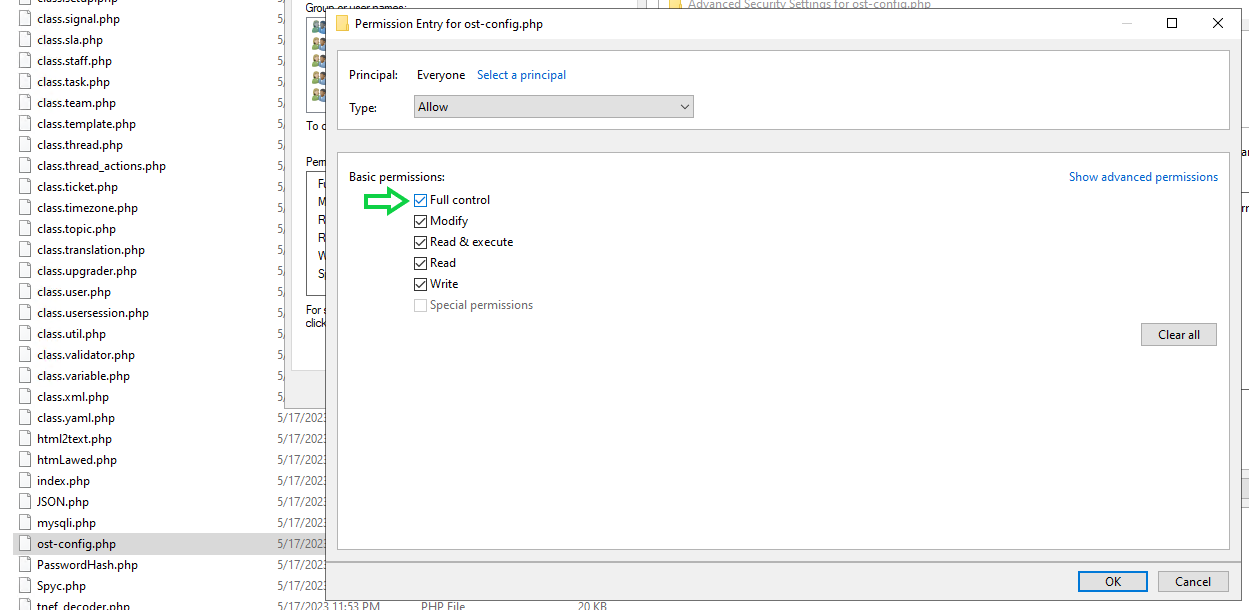 class.signal.php
class.sla.php
class.staff.php
class.task.php
class.team.php
class.template.php
class.thread.php
class.thread_actions.php
class.ticket.php
class.timezone.php
class.topic.php
class.translation.php
class.upgrader.php
class.user.php
class.usersession.php
class.util.php
class.validator.php
class.variable.php
class.xml.php
class.yaml.php
html2text.php
htmLawed.php
index.php
JSON.php
mysqli.php
ost-config.php
PasswordHash.php
Spyc.php
tnef_decoder.php
5/17/2023
5/17/2023
5/17/2023
5/17/2023
5/17/2023
5/17/2023
5/17/2023
5/17/2023
5/17/2023
5/17/2023 11:53 PM PHP File 20 KB
Group or user names:
To c
Perm
For s
click
Advanced Security Settings for ost-config.php
Permission Entry for ost-config.php
Principal: Everyone Select a principal
Type: Allow
Basic permissions:
Show advanced permissions
Full control
Modify
Read & execute
Read
Write
Special permissions
Clear all
OK Cancel